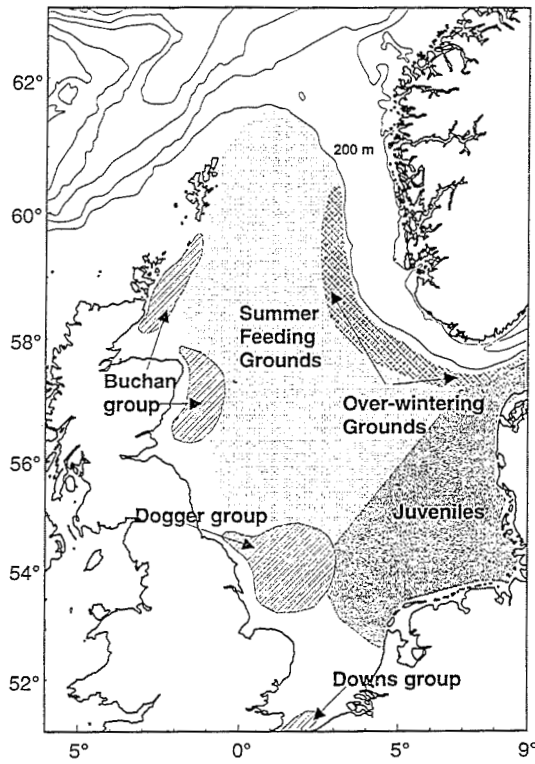 62°
200 m
60°
Summer
Feeding
Grounds
58°
Buchan
group
Over-wintering
Grounds
56°
Juveniles
Dogger group
54°
Downs group
52°
5°
0°
5°
9°